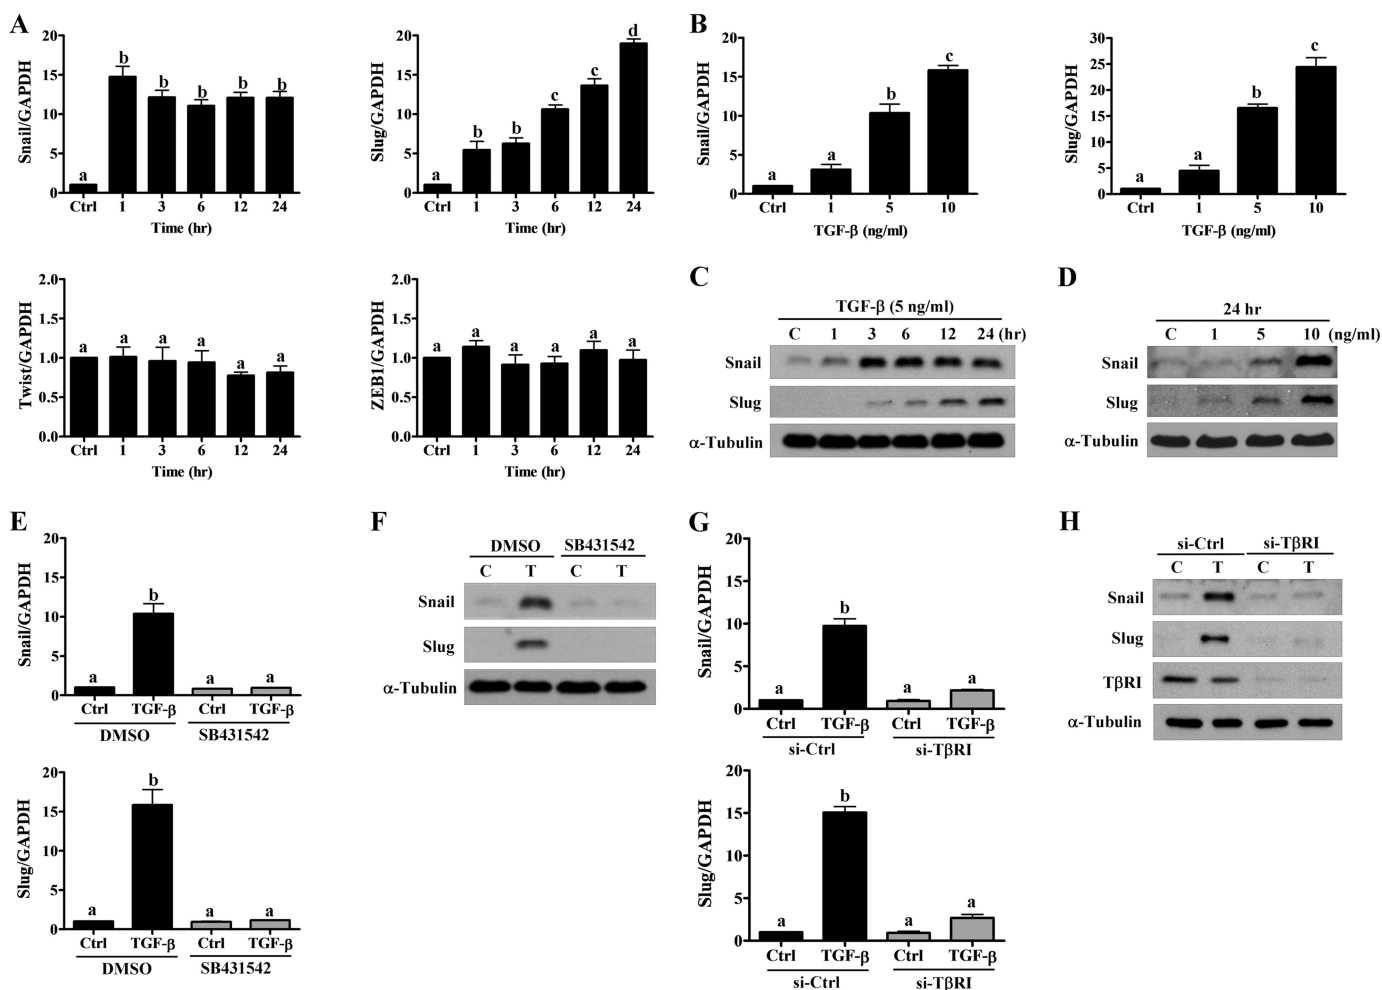 A
Snail/GAPDH
20
15
10
5
0
a
b
b
b
b
b
Ctrl 1 3 6 12 24
Time (hr)
Slug/GAPDH
20
15
10
5
0
a
b
b
c
c
d
Ctrl 1 3 6 12 24
Time (hr)
Twist/GAPDH
2.0
1.5
1.0
0.5
0.0
a
a
a
a
a
a
Ctrl 1 3 6 12 24
Time (hr)
ZEB1/GAPDH
2.0
1.5
1.0
0.5
0.0
a
a
a
a
a
a
Ctrl 1 3 6 12 24
Time (hr)
B
Snail/GAPDH
20
15
10
5
0
a
a
b
c
Ctrl 1 5 10
TGF-β (ng/ml)
Slug/GAPDH
30
25
20
15
10
5
0
a
a
b
c
Ctrl 1 5 10
TGF-β (ng/ml)
C
TGF-β (5 ng/ml)
C 1 3 6 12 24 (hr)
Snail
Slug
α-Tubulin
D
24 hr
C 1 5 10 (ng/ml)
Snail
Slug
α-Tubulin
E
Snail/GAPDH
20
15
10
5
0
a
b
a
a
Ctrl TGF-β Ctrl TGF-β
DMSO SB431542
Slug/GAPDH
20
15
10
5
0
a
b
a
a
Ctrl TGF-β Ctrl TGF-β
DMSO SB431542
F
DMSO SB431542
C T C T
Snail
Slug
α-Tubulin
G
Snail/GAPDH
20
15
10
5
0
a
b
a
a
Ctrl TGF-β Ctrl TGF-β
si-Ctrl si-TβRI
Slug/GAPDH
20
15
10
5
0
a
b
a
a
Ctrl TGF-β Ctrl TGF-β
si-Ctrl si-TβRI
H
si-Ctrl si-TβRI
C T C T
Snail
Slug
TβRI
α-Tubulin